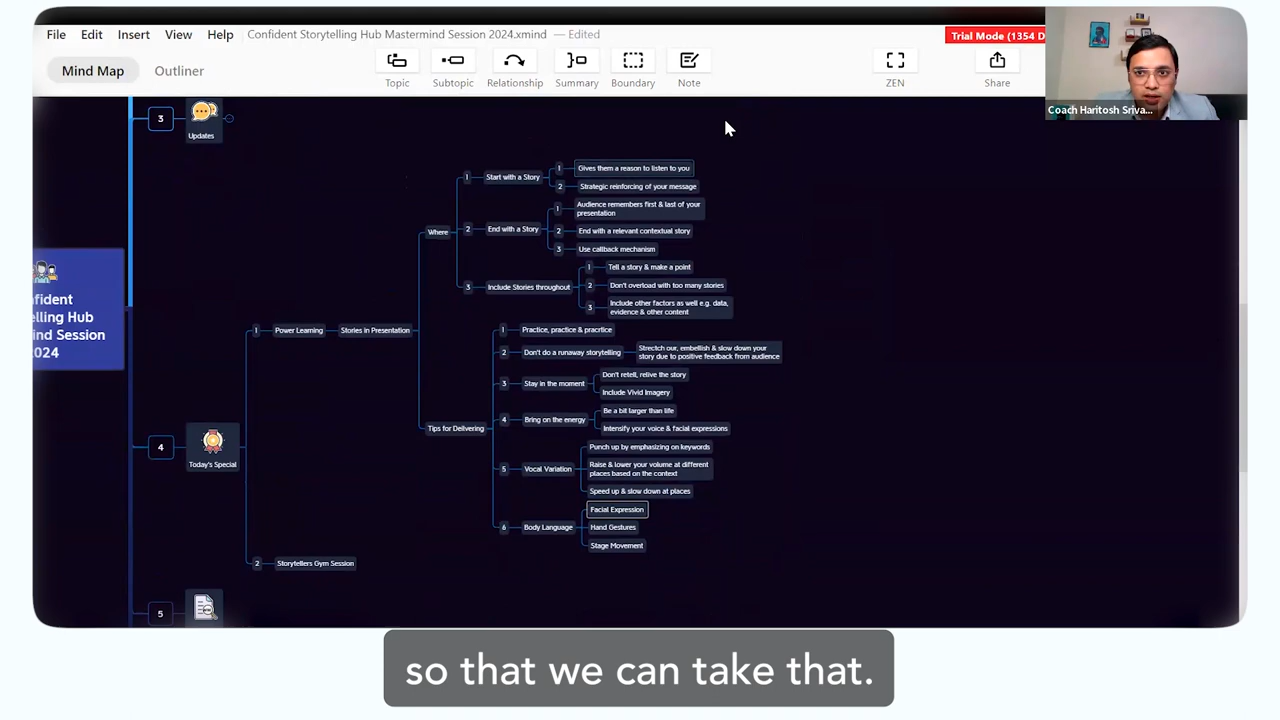 File Edit Insert View Help Confident Storytelling Hub Mastermind Session 2024.xmind — Edited
Trial Mode (1354 D
Mind Map Outliner
Topic Subtopic Relationship Summary Boundary Note ZEN Share
Coach Haritosh Sriva...
3 Updates
nfident
elling Hub
ind Session
2024
4 Today's Special
1 Power Learning
Stories in Presentation
Where
1 Start with a Story
1 Gives them a reason to listen to you
2 Strategic reinforcing of your message
2 End with a Story
1 Audience remembers first & last of your
presentation
2 End with a relevant contextual story
3 Use callback mechanism
3 Include Stories throughout
1 Tell a story & make a point
2 Don't overload with too many stories
3 Include other factors as well e.g. data,
evidence & other content
Tips for Delivering
1 Practice, practice & pracrtice
2 Don't do a runaway storytelling
Stretch our, embellish & slow down your
story due to positive feedback from audience
3 Stay in the moment
Don't retell, relive the story
Include Vivid Imagery
4 Bring on the energy
Be a bit larger than life
Intensify your voice & facial expressions
5 Vocal Variation
Punch up by emphasizing on keywords
Raise & lower your volume at different
places based on the context
Speed up & slow down at places
6 Body Language
Facial Expression
Hand Gestures
Stage Movement
2 Storytellers Gym Session
5
so that we can take that.